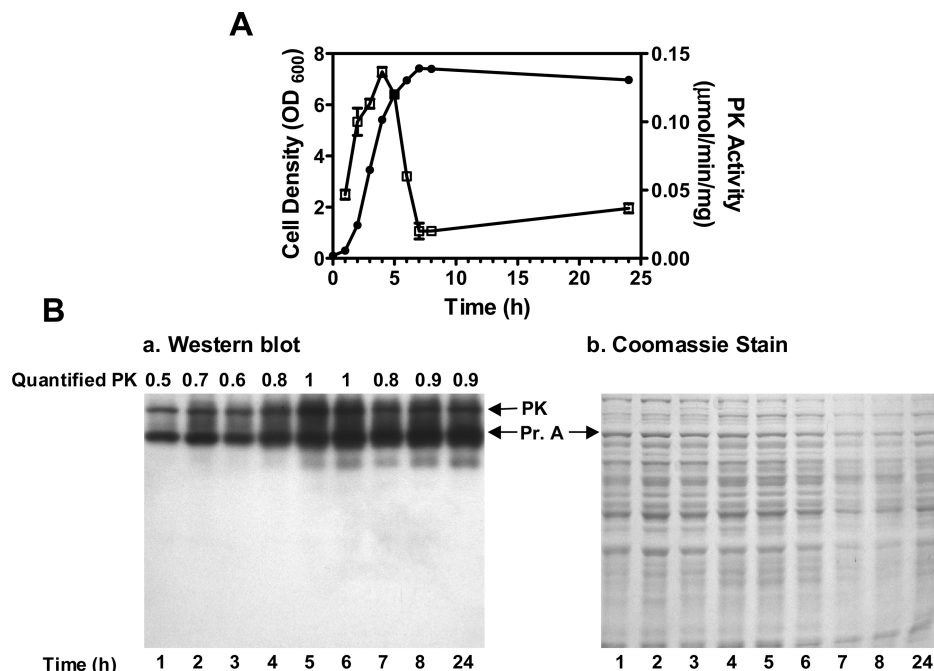 A
8 0.15
6 0.10
4
2 0.05
0 0.00
0 5 10 15 20 25
Cell Density (OD 600)
PK Activity
(μmol/min/mg)
Time (h)
B
a. Western blot b. Coomassie Stain
Quantified PK 0.5 0.7 0.6 0.8 1 1 0.8 0.9 0.9
PK
Pr. A
Time (h) 1 2 3 4 5 6 7 8 24 1 2 3 4 5 6 7 8 24